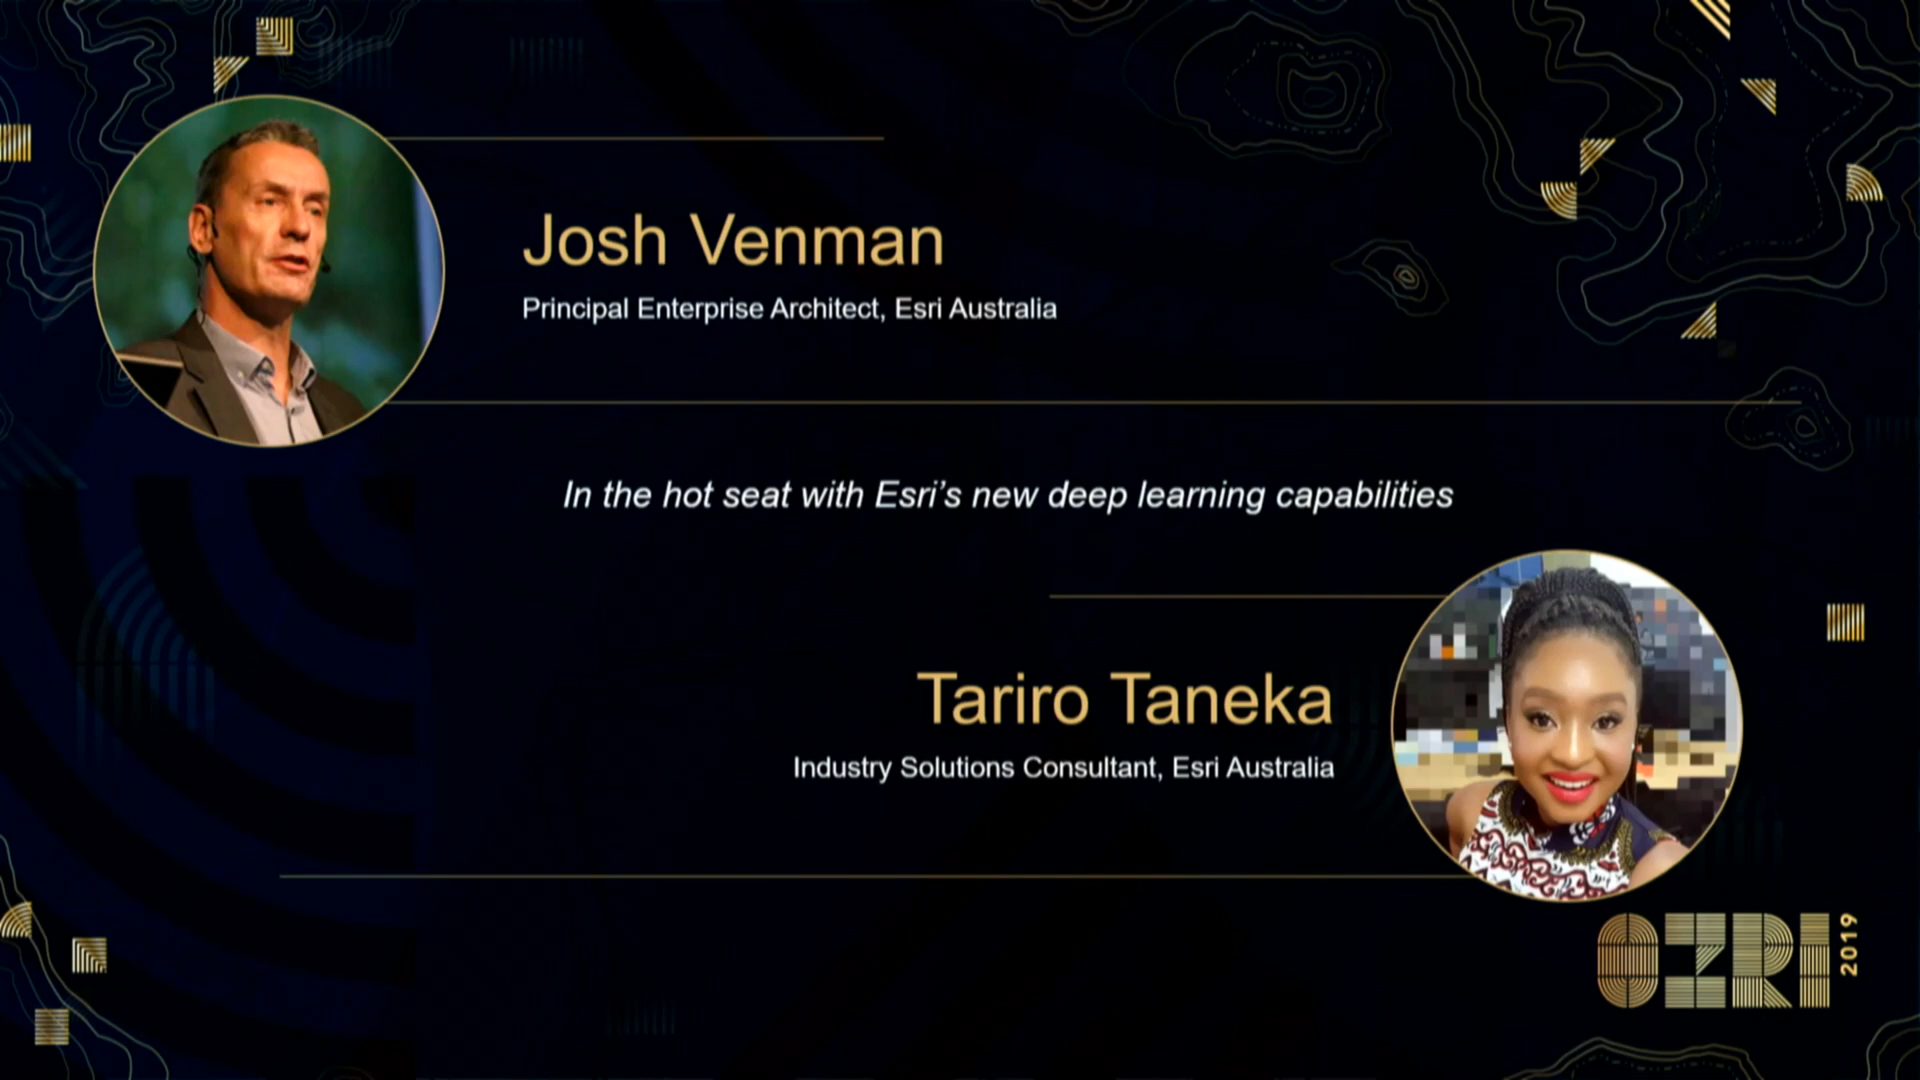 Josh Venman
Principal Enterprise Architect, Esri Australia
In the hot seat with Esri’s new deep learning capabilities
Tariro Taneka
Industry Solutions Consultant, Esri Australia
OZRI 2019